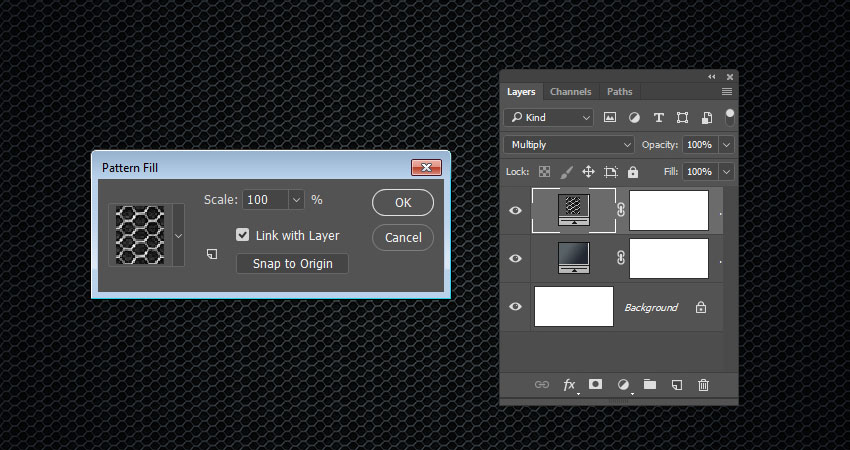 Pattern Fill
Scale: 100 %
OK
Link with Layer
Cancel
Snap to Origin
Layers Channels Paths
Kind
Multiply Opacity: 100%
Lock: Fill: 100%
Background
fx